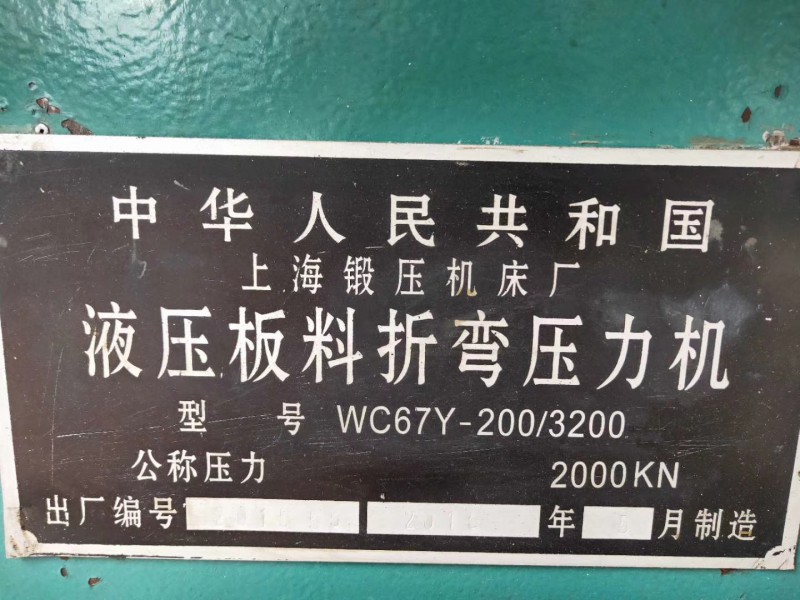 中华人民共和国
上海锻压机床厂
液压板料折弯压力机
型号 WC67Y-200/3200
公称压力 2000KN
出厂编号 年 月制造